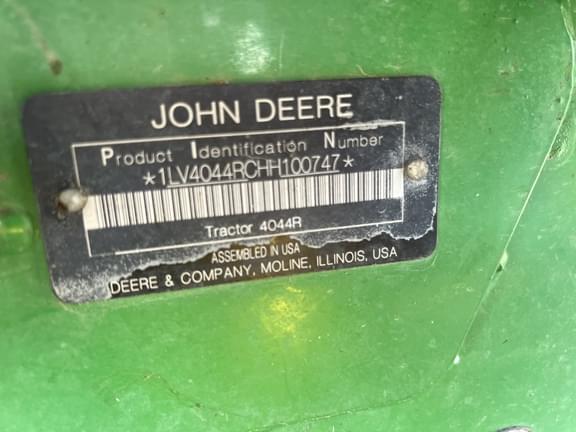 JOHN DEERE
Product Identification Number
*1LV4044RCHH100747*
Tractor 4044R
ASSEMBLED IN USA
DEERE & COMPANY, MOLINE, ILLINOIS, USA